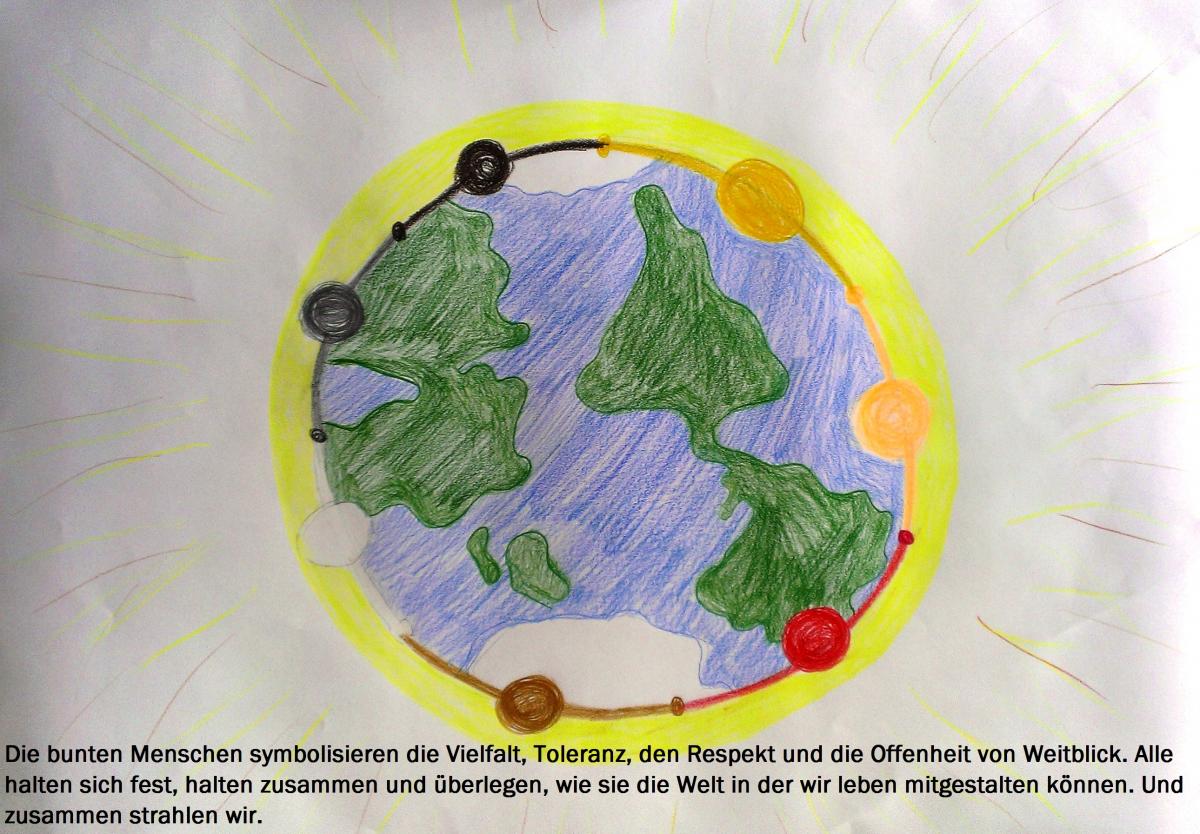 Die bunten Menschen symbolisieren die Vielfalt, Toleranz, den Respekt und die Offenheit von Weitblick. Alle
halten sich fest, halten zusammen und überlegen, wie sie die Welt in der wir leben mitgestalten können. Und
zusammen strahlen wir.